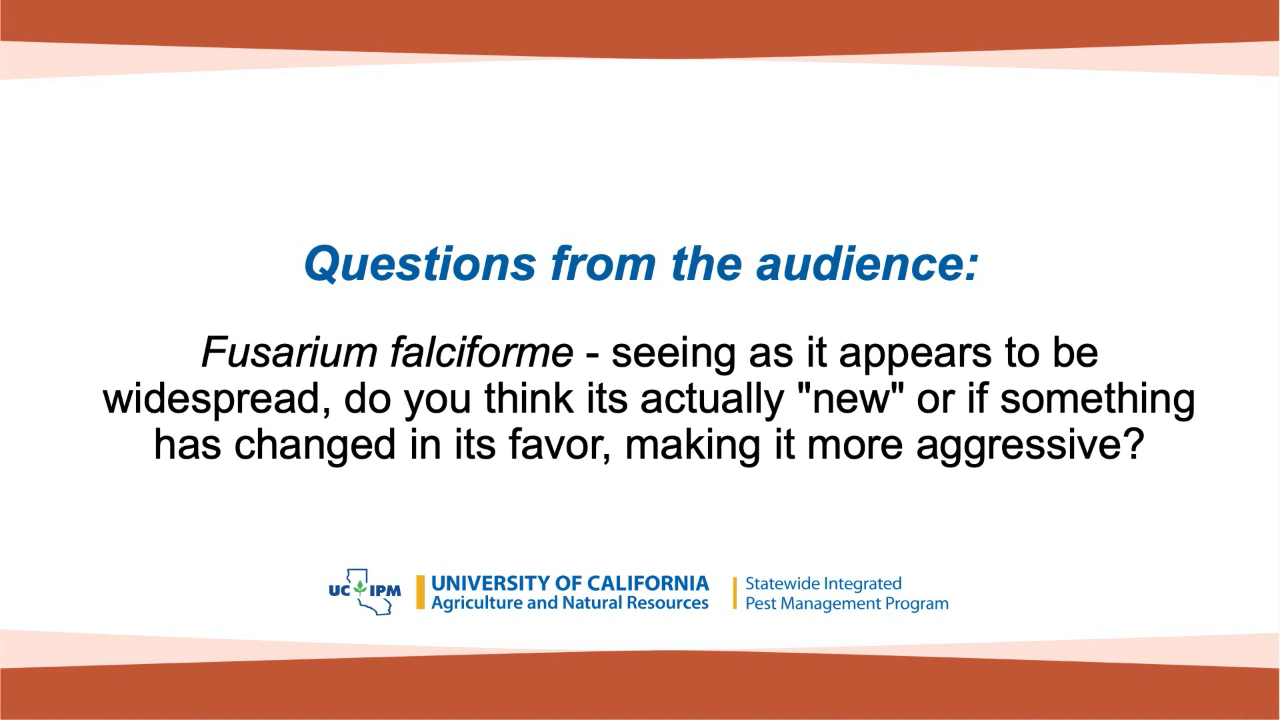 Questions from the audience:
Fusarium falciforme - seeing as it appears to be
widespread, do you think its actually "new" or if something
has changed in its favor, making it more aggressive?
UC IPM
UNIVERSITY OF CALIFORNIA
Agriculture and Natural Resources
Statewide Integrated
Pest Management Program